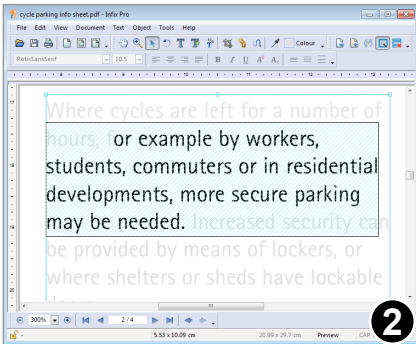 cycle parking info sheet.pdf - Infix Pro
File Edit View Document Text Object Tools Help
Colour
RotisSansSerif 10.5 B I U
Where cycles are left for a number of
hours, for example by workers,
students, commuters or in residential
developments, more secure parking
may be needed. Increased security can
be provided by means of lockers, or
where shelters or sheds have lockable
300% 2 / 4
5.53 x 10.09 cm 20.99 x 29.7 cm Preview CAP
2